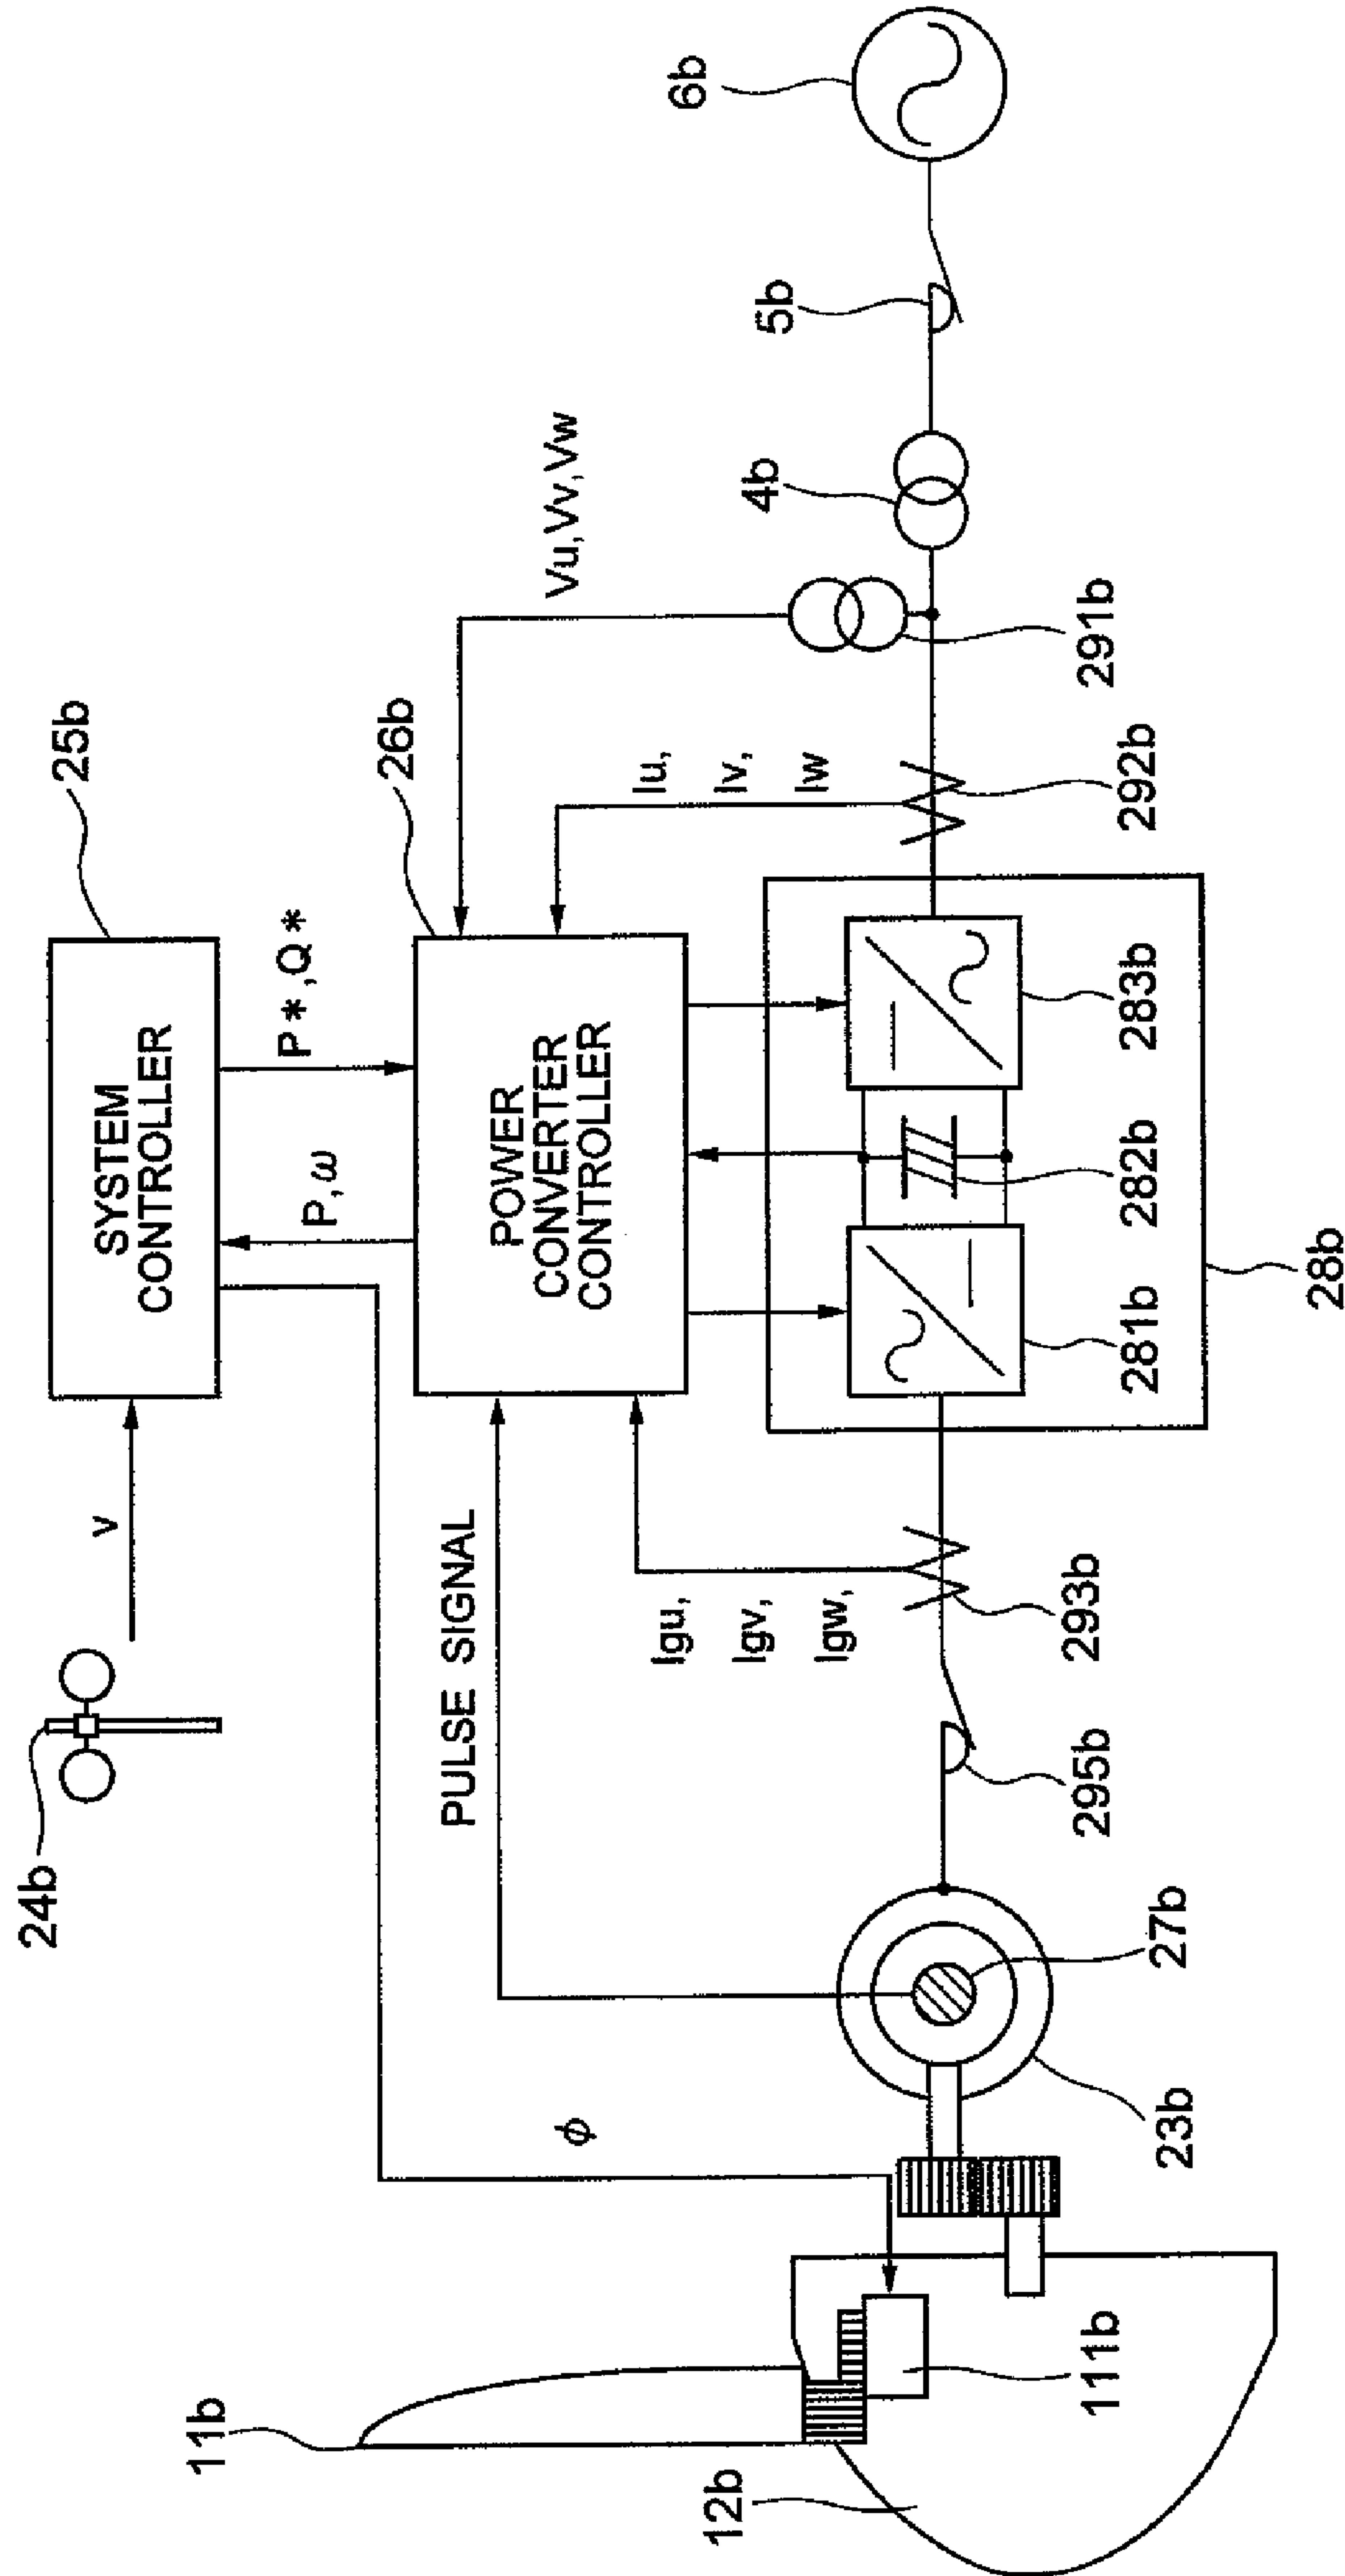 24b
v
SYSTEM
CONTROLLER
25b
P,ω
P*,Q*
11b
φ
PULSE SIGNAL
POWER
CONVERTER
CONTROLLER
26b
Vu,Vv,Vw
Igu,
Igv,
Igw,
Iu,
Iv,
Iw
4b
5b
6b
12b
111b
23b
27b
295b
293b
281b
282b
283b
292b
291b
28b